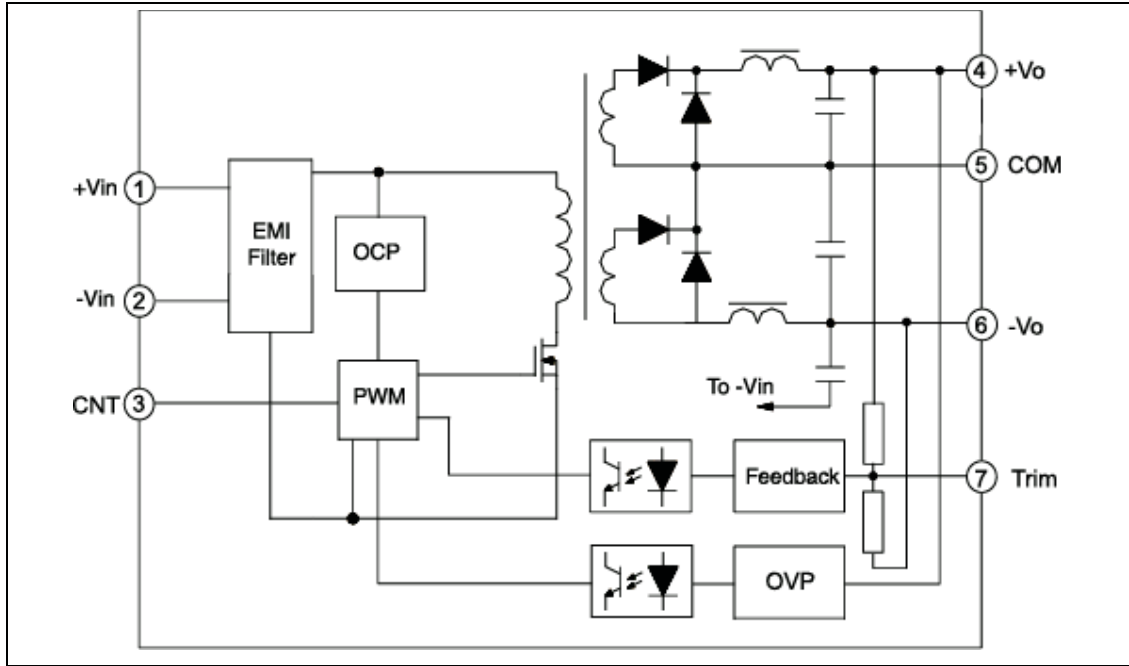 4 +Vo
5 COM
+Vin 1
EMI
Filter
OCP
-Vin 2
6 -Vo
To -Vin
CNT 3
PWM
Feedback
7 Trim
OVP